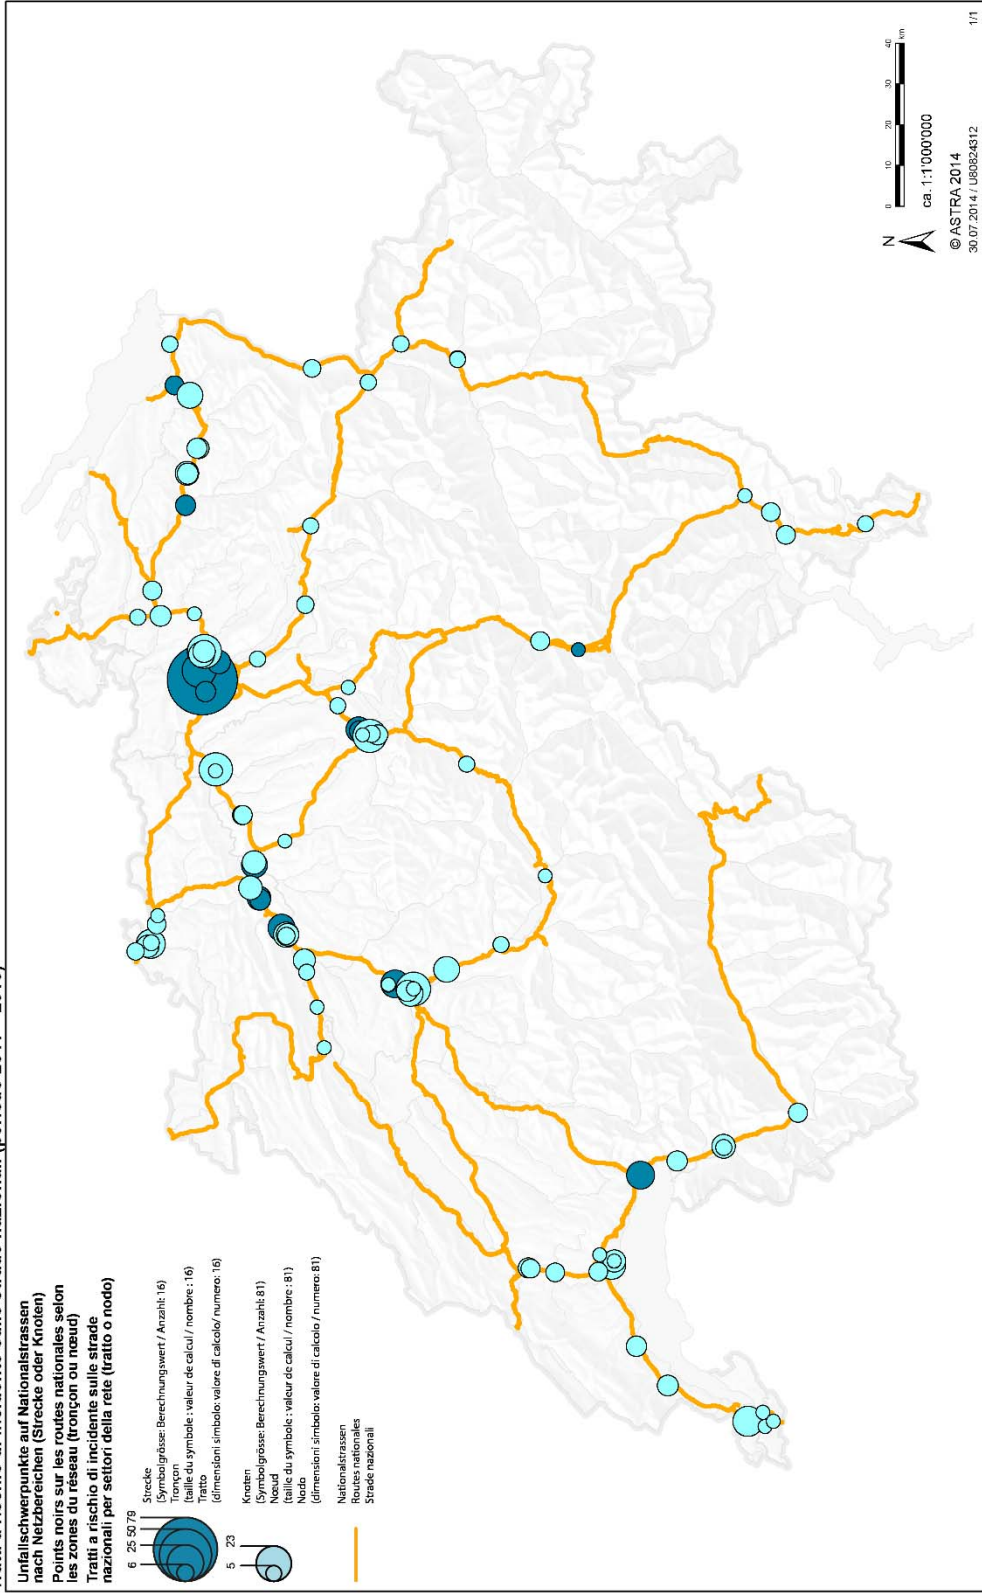 Unfallschwerpunkte auf Nationalstrassen
nach Netzbereichen (Strecke oder Knoten)
Points noirs sur les routes nationales selon
les zones du réseau (tronçon ou nœud)
Tratti a rischio di incidente sulle strade
nazionali per settori della rete (tratto o nodo)
6 25 50 79
Strecke
(Symbolgrösse: Berechnungswert / Anzahl: 16)
Tronçon
(taille du symbole : valeur de calcul / nombre : 16)
Tratto
(dimensioni simbolo: valore di calcolo/ numero: 16)
5 23
Knoten
(Symbolgrösse: Berechnungswert / Anzahl: 81)
Nœud
(taille du symbole : valeur de calcul / nombre : 81)
Nodo
(dimensioni simbolo: valore di calcolo / numero: 81)
Nationalstrassen
Routes nationales
Strade nazionali
N
0 10 20 30 40
km
ca. 1:1'000'000
© ASTRA 2014
30.07.2014 / U80824312
1/1